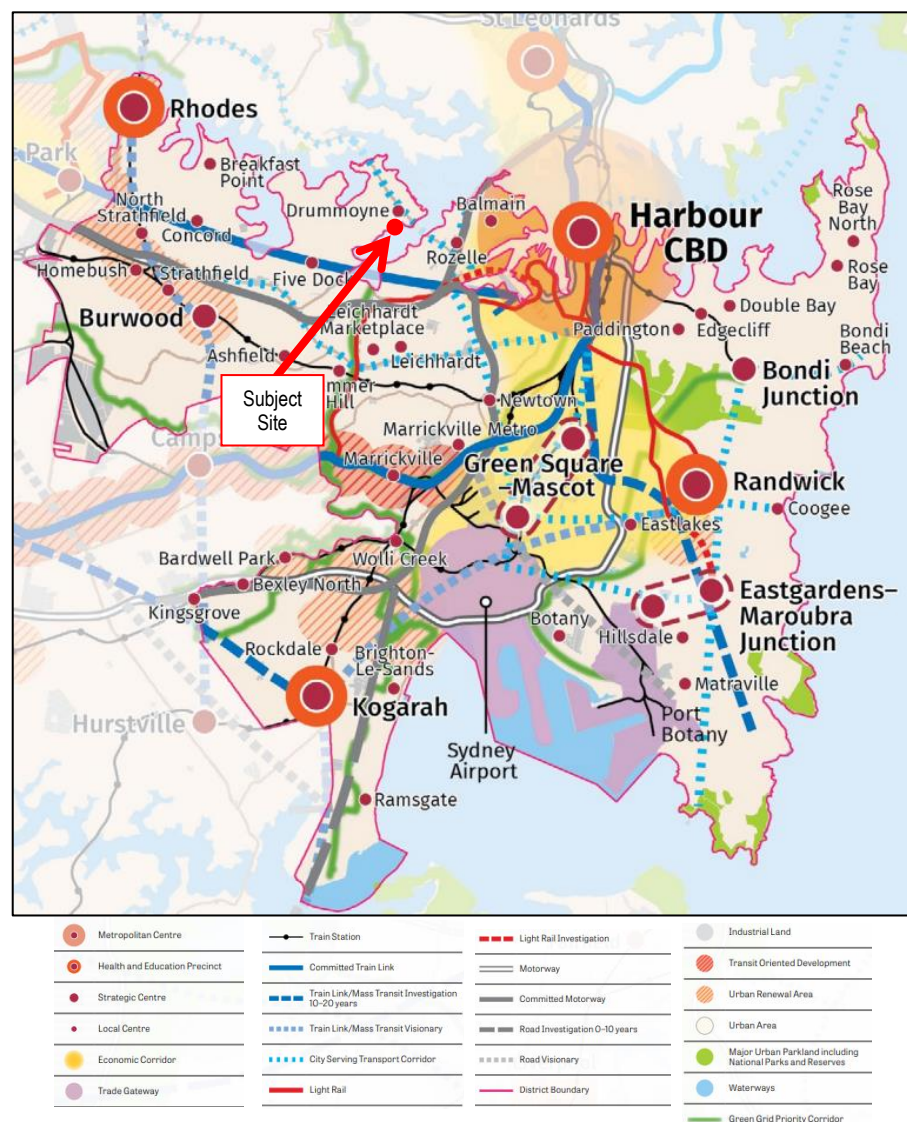 St Leonards
Rhodes
Park
Breakfast
Point
North
Strathfield
Concord
Drummoyne
Balmain
Rozelle
Harbour
CBD
Rose
Bay
North
Rose Bay
Homebush
Strathfield
Five Dock
Leichhardt
Marketplace
Leichhardt
Burwood
Ashfield
Double Bay
Edgecliff
Paddington
Bondi
Beach
Bondi
Junction
Subject
Site
Hill
Newtown
Marrickville Metro
Marrickville
Green Square
–Mascot
Randwick
Coogee
Eastlakes
Bardwell Park
Wolli Creek
Bexley North
Kingsgrove
Eastgardens–
Maroubra
Junction
Botany
Hillsdale
Rockdale
Brighton-
Le-Sands
Matraville
Kogarah
Hurstville
Port
Botany
Sydney
Airport
Ramsgate
Metropolitan Centre
Health and Education Precinct
Strategic Centre
Local Centre
Economic Corridor
Trade Gateway
Train Station
Committed Train Link
Train Link/Mass Transit Investigation
10–20 years
Train Link/Mass Transit Visionary
City Serving Transport Corridor
Light Rail
Light Rail Investigation
Motorway
Committed Motorway
Road Investigation 0–10 years
Road Visionary
District Boundary
Industrial Land
Transit Oriented Development
Urban Renewal Area
Urban Area
Major Urban Parkland including
National Parks and Reserves
Waterways
Green Grid Priority Corridor